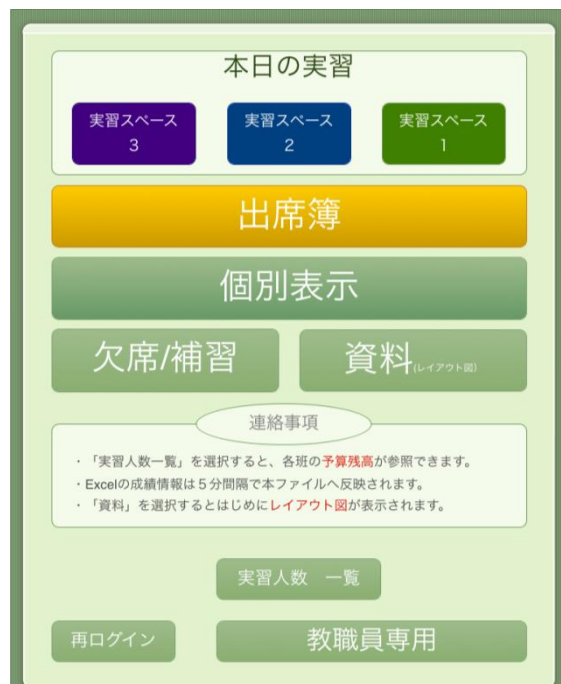 本日の実習
実習スペース
3
実習スペース
2
実習スペース
1
出席簿
個別表示
欠席/補習
資料(レイアウト図)
連絡事項
・「実習人数一覧」を選択すると、各班の予算残高が参照できます。
・Excelの成績情報は５分間隔で本ファイルへ反映されます。
・「資料」を選択するとはじめにレイアウト図が表示されます。
実習人数　一覧
再ログイン
教職員専用